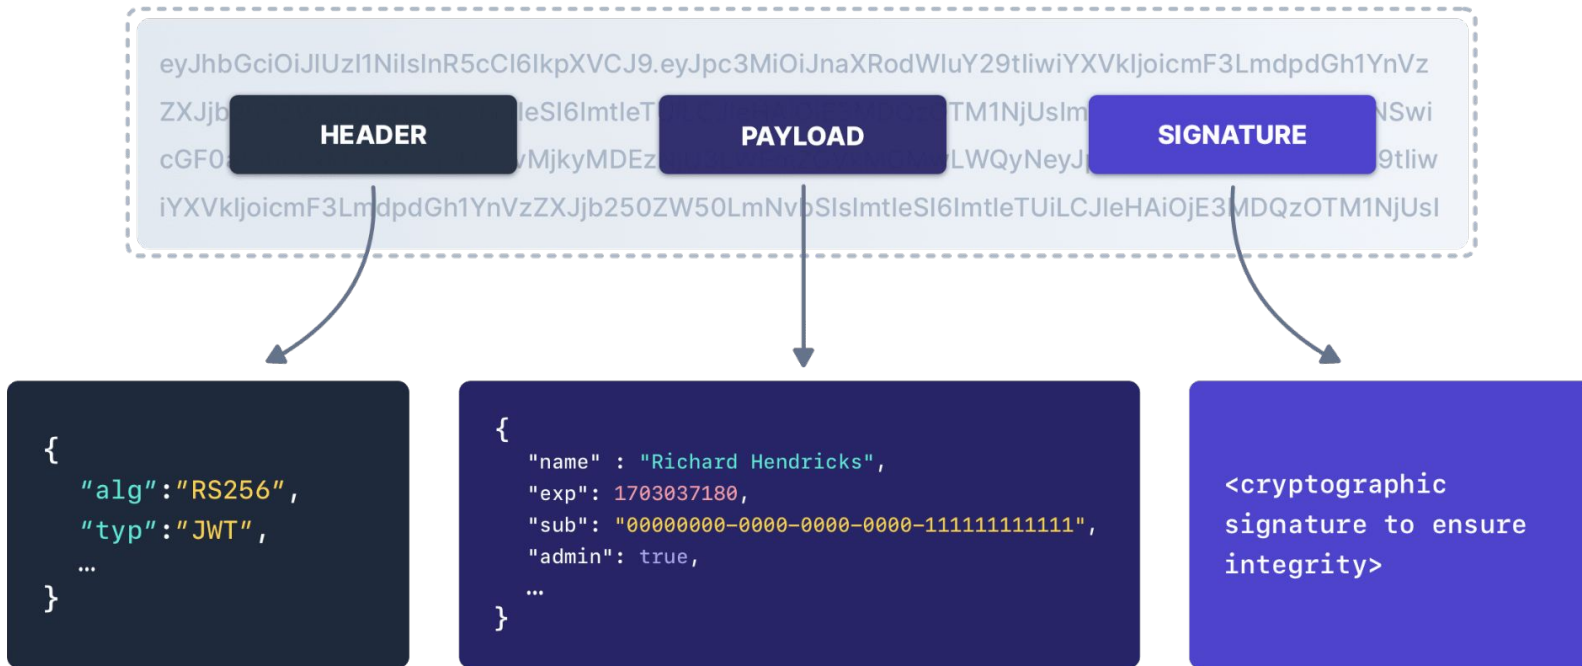 eyJhbGciOiJIUzI1NiIsInR5cCI6IkpXVCJ9.eyJpc3MiOiJnaXRodWIuY29tIiwiYXVkIjoicmF3LmdpdGh1YnVz
HEADER
PAYLOAD
SIGNATURE
iYXVkIjoicmF3LmdpdGh1YnVzZXJjb250ZW50LmNvbSIsImtleSI6ImtleTUiLCJleHAiOjE3MDQzOTM1NjUsI
{
"alg":"RS256",
"typ":"JWT",
…
}
{
"name" : "Richard Hendricks",
"exp": 1703037180,
"sub": "00000000-0000-0000-0000-111111111111",
"admin": true,
…
}
<cryptographic
signature to ensure
integrity>